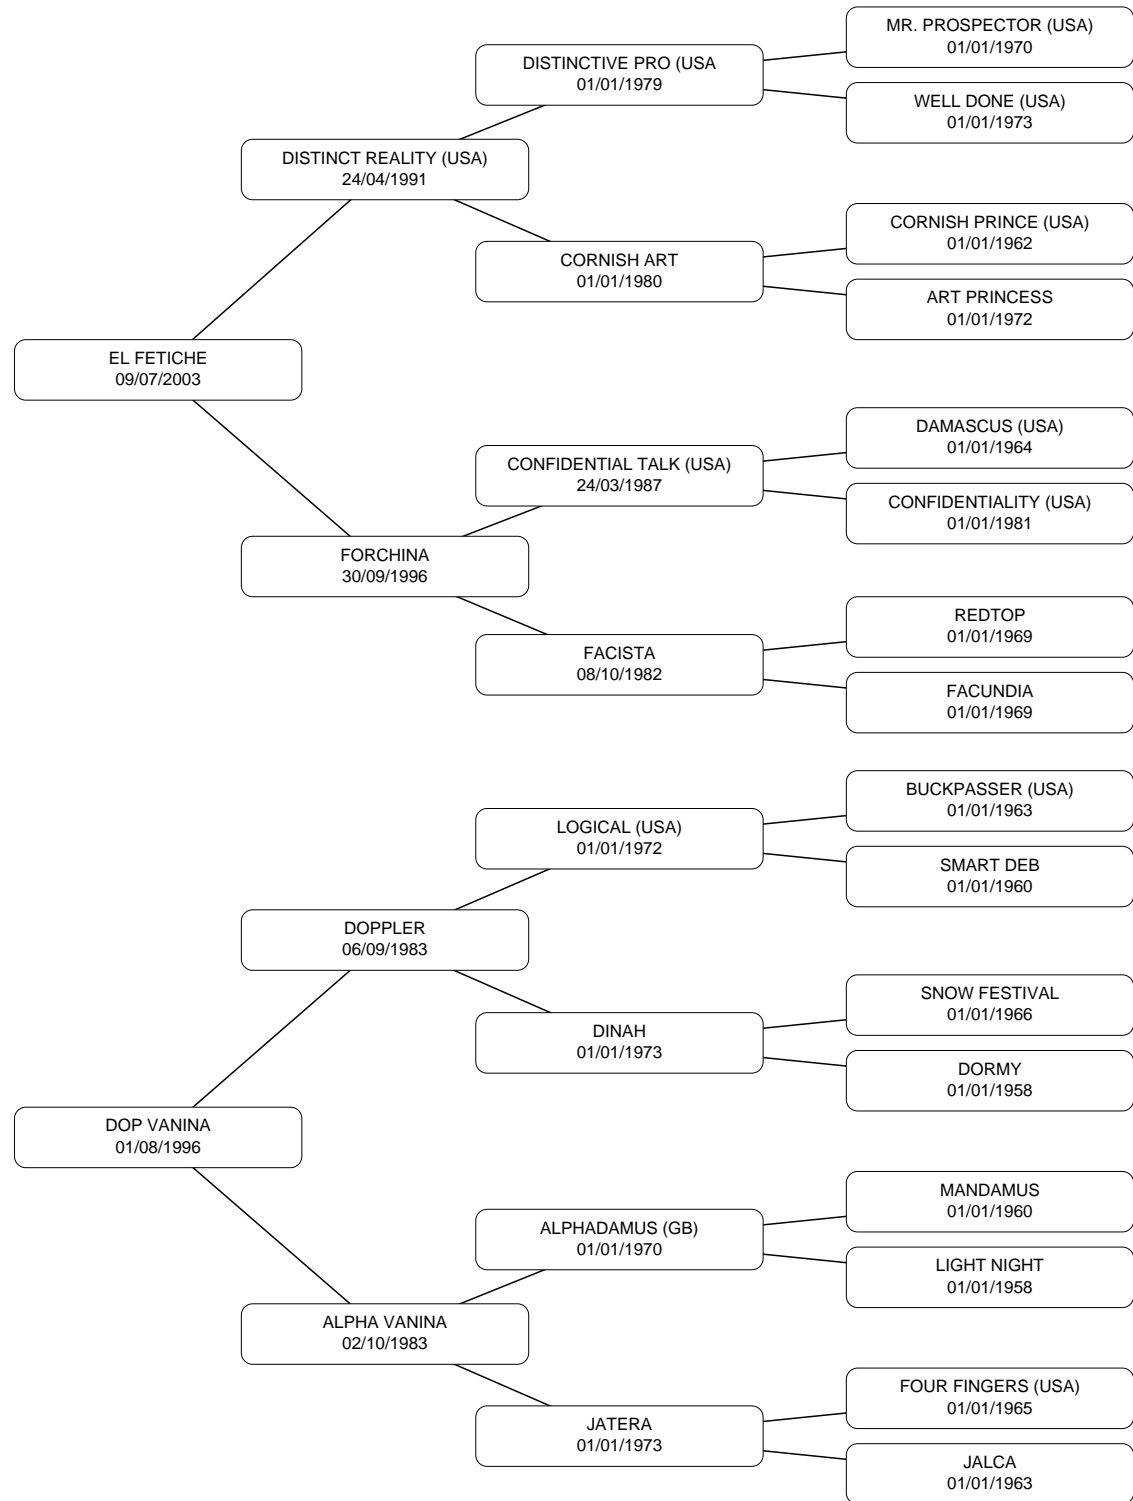 MR. PROSPECTOR (USA)
01/01/1970
DISTINCTIVE PRO (USA
01/01/1979
WELL DONE (USA)
01/01/1973
DISTINCT REALITY (USA)
24/04/1991
CORNISH PRINCE (USA)
01/01/1962
CORNISH ART
01/01/1980
ART PRINCESS
01/01/1972
EL FETICHE
09/07/2003
DAMASCUS (USA)
01/01/1964
CONFIDENTIAL TALK (USA)
24/03/1987
CONFIDENTIALITY (USA)
01/01/1981
FORCHINA
30/09/1996
REDTOP
01/01/1969
FACISTA
08/10/1982
FACUNDIA
01/01/1969
BUCKPASSER (USA)
01/01/1963
LOGICAL (USA)
01/01/1972
SMART DEB
01/01/1960
DOPPLER
06/09/1983
SNOW FESTIVAL
01/01/1966
DINAH
01/01/1973
DORMY
01/01/1958
DOP VANINA
01/08/1996
MANDAMUS
01/01/1960
ALPHADAMUS (GB)
01/01/1970
LIGHT NIGHT
01/01/1958
ALPHA VANINA
02/10/1983
FOUR FINGERS (USA)
01/01/1965
JATERA
01/01/1973
JALCA
01/01/1963